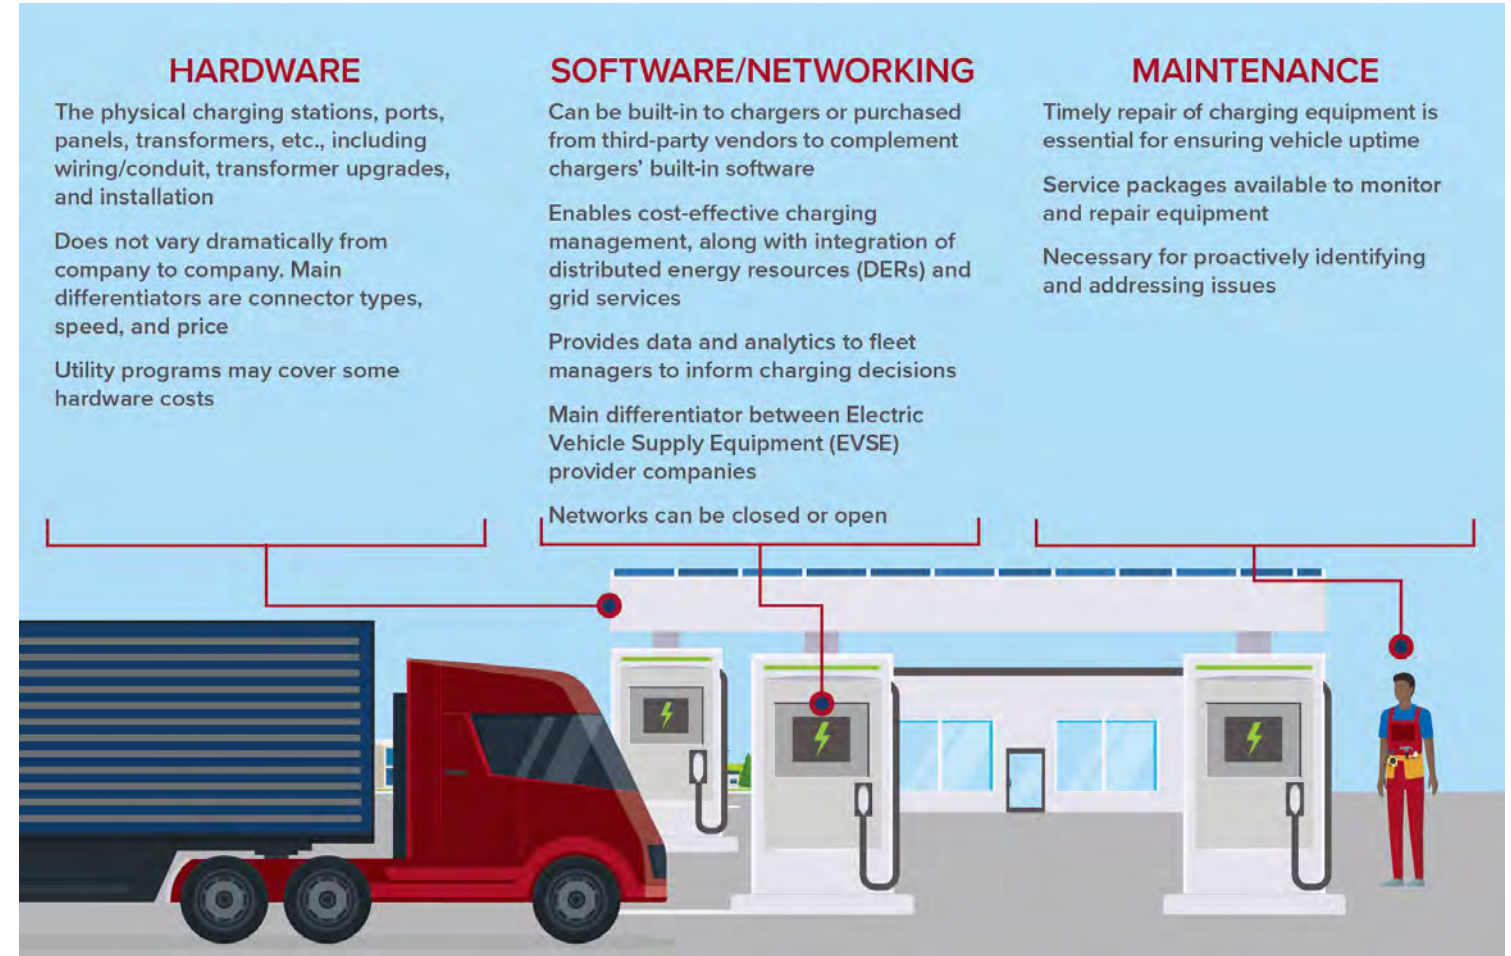 HARDWARE
The physical charging stations, ports,
panels, transformers, etc., including
wiring/conduit, transformer upgrades,
and installation
Does not vary dramatically from
company to company. Main
differentiators are connector types,
speed, and price
Utility programs may cover some
hardware costs
SOFTWARE/NETWORKING
Can be built-in to chargers or purchased
from third-party vendors to complement
chargers’ built-in software
Enables cost-effective charging
management, along with integration of
distributed energy resources (DERs) and
grid services
Provides data and analytics to fleet
managers to inform charging decisions
Main differentiator between Electric
Vehicle Supply Equipment (EVSE)
provider companies
Networks can be closed or open
MAINTENANCE
Timely repair of charging equipment is
essential for ensuring vehicle uptime
Service packages available to monitor
and repair equipment
Necessary for proactively identifying
and addressing issues